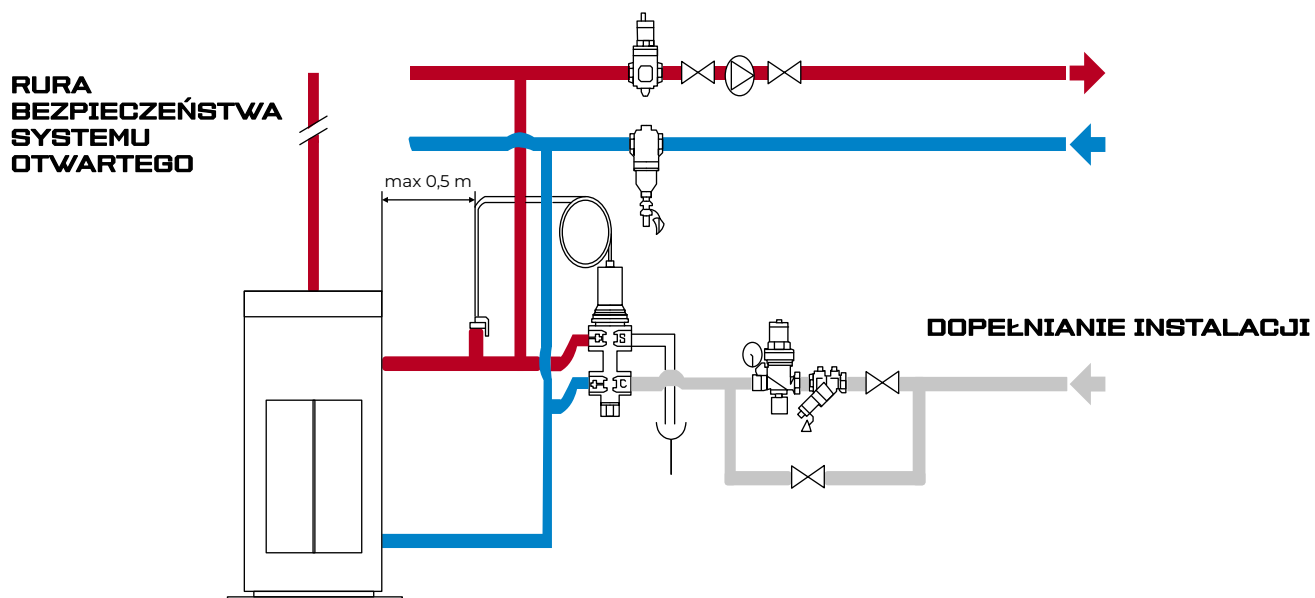 RURA
BEZPIECZEŃSTWA
SYSTEMU
OTWARTEGO
max 0,5 m
S
DOPEŁNIANIE INSTALACJI
C